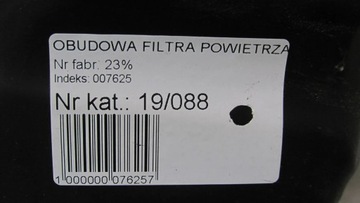 OBUDOWA FILTRA POWIETRZA
Nr fabr: 23%
Indeks: 007625
Nr kat.: 19/088
1 000000 076257